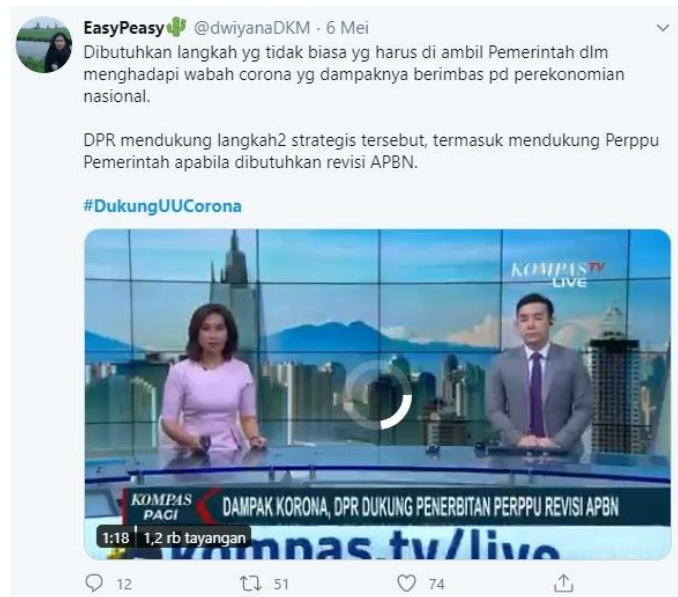 EasyPeasy🌵 @dwiyanaDKM · 6 Mei
Dibutuhkan langkah yg tidak biasa yg harus di ambil Pemerintah dlm
menghadapi wabah corona yg dampaknya berimbas pd perekonomian
nasional.
DPR mendukung langkah2 strategis tersebut, termasuk mendukung Perppu
Pemerintah apabila dibutuhkan revisi APBN.
#DukungUUCorona
KOMPAS TV
LIVE
KOMPAS
PAGI
DAMPAK KORONA, DPR DUKUNG PENERBITAN PERPPU REVISI APBN
1:18 1,2 rb tayangan
kompas.tv/live
12 51 74